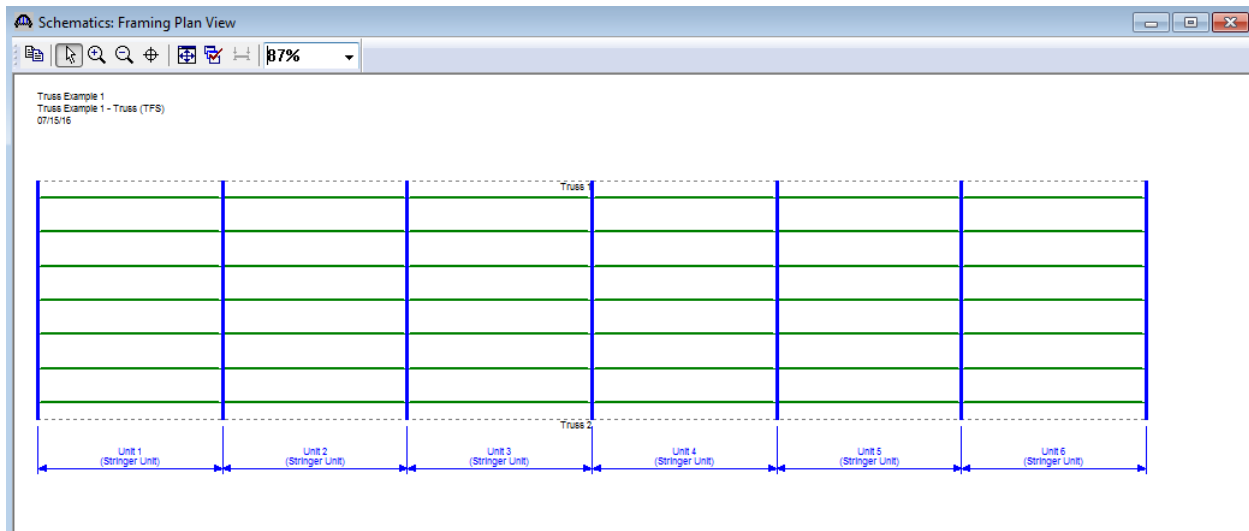 Schematics: Framing Plan View
87%
Truss Example 1
Truss Example 1 - Truss (TFS)
07/15/16
Truss 1
Truss 2
Unit 1
(Stringer Unit)
Unit 2
(Stringer Unit)
Unit 3
(Stringer Unit)
Unit 4
(Stringer Unit)
Unit 5
(Stringer Unit)
Unit 6
(Stringer Unit)